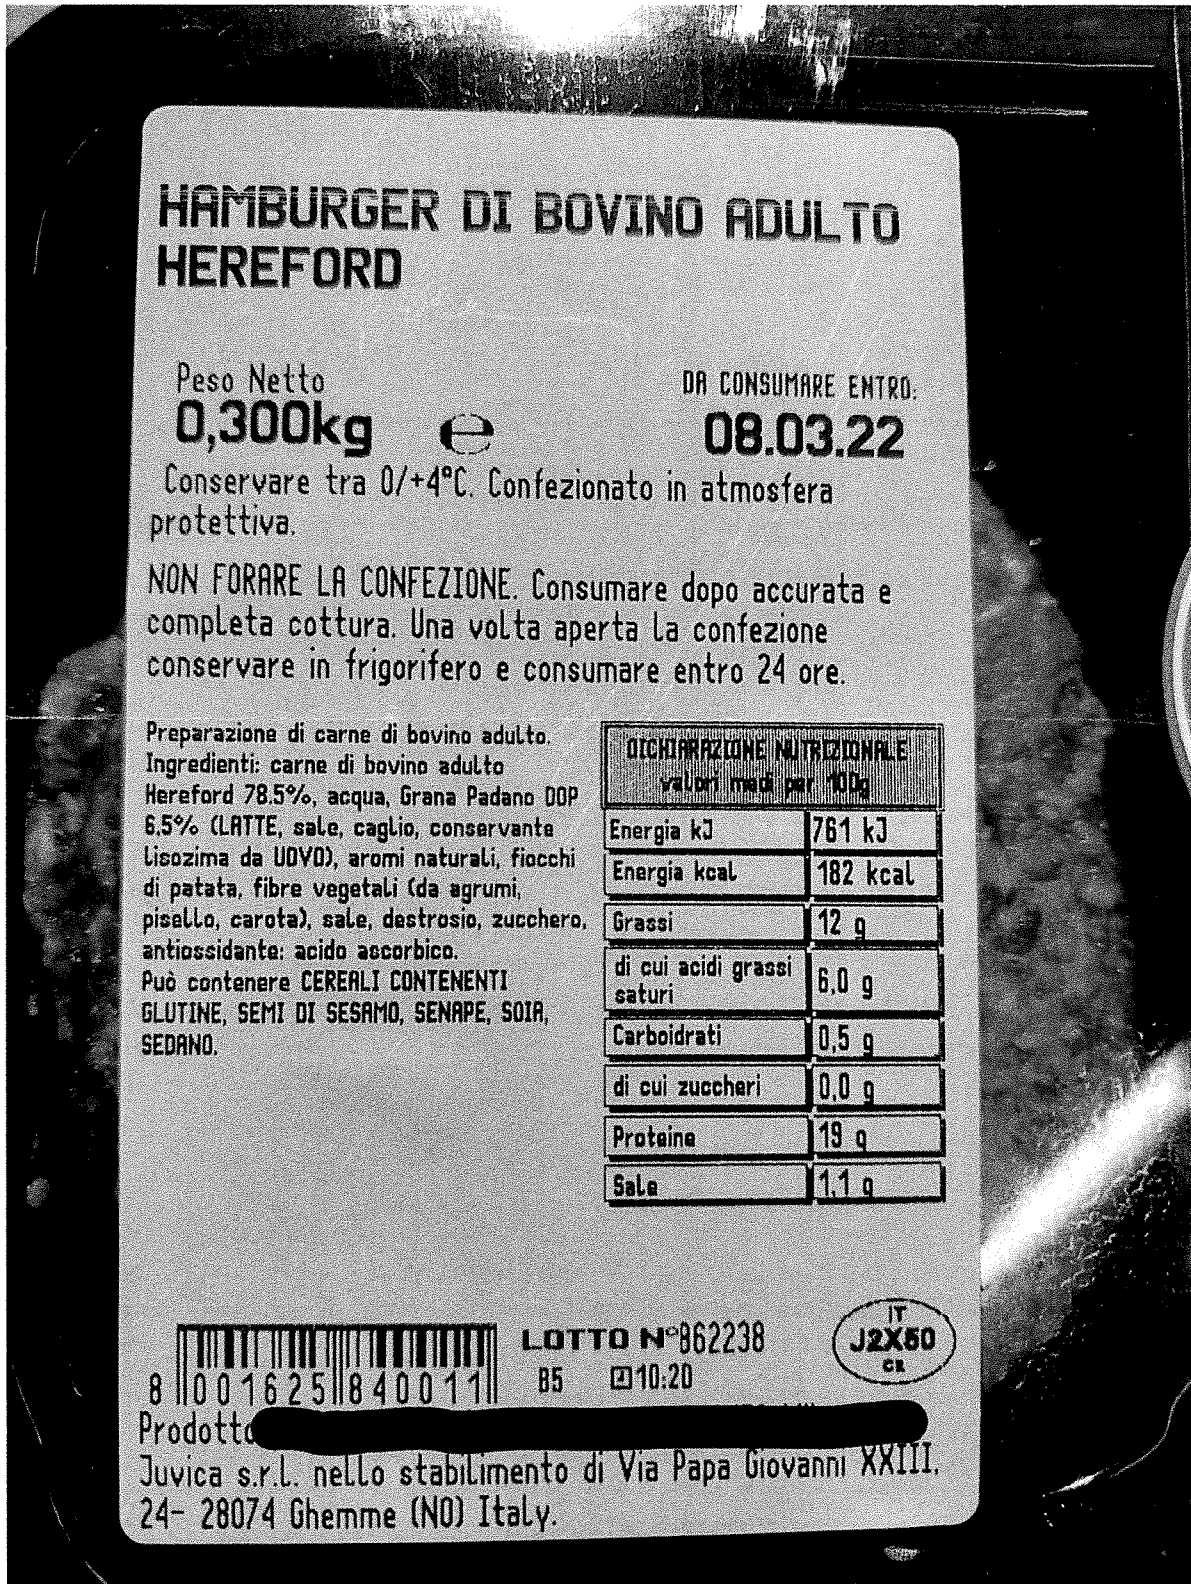 HAMBURGER DI BOVINO ADULTO
HEREFORD
Peso Netto
0,300kg e
DA CONSUMARE ENTRO:
08.03.22
Conservare tra 0/+4°C. Confezionato in atmosfera
protettiva.
NON FORARE LA CONFEZIONE. Consumare dopo accurata e
completa cottura. Una volta aperta la confezione
conservare in frigorifero e consumare entro 24 ore.
Preparazione di carne di bovino adulto.
Ingredienti: carne di bovino adulto
Hereford 78.5%, acqua, Grana Padano DOP
6.5% (LATTE, sale, caglio, conservante
lisozima da UOVO), aromi naturali, fiocchi
di patata, fibre vegetali (da agrumi,
pisello, carota), sale, destrosio, zucchero,
antiossidante: acido ascorbico.
Può contenere CEREALI CONTENENTI
GLUTINE, SEMI DI SESAMO, SENAPE, SOIA,
SEDANO.
DICHIARAZIONE NUTRIZIONALE
valori medi per 100g
Energia kJ 761 kJ
Energia kcal 182 kcal
Grassi 12 g
di cui acidi grassi
saturi 6,0 g
Carboidrati 0,5 g
di cui zuccheri 0,0 g
Proteine 19 g
Sale 1,1 g
8 001625 840011
LOTTO N°862238
B5 10:20
IT
J2X50
CE
Prodotto
Juvica s.r.l. nello stabilimento di Via Papa Giovanni XXIII,
24- 28074 Ghemme (NO) Italy.